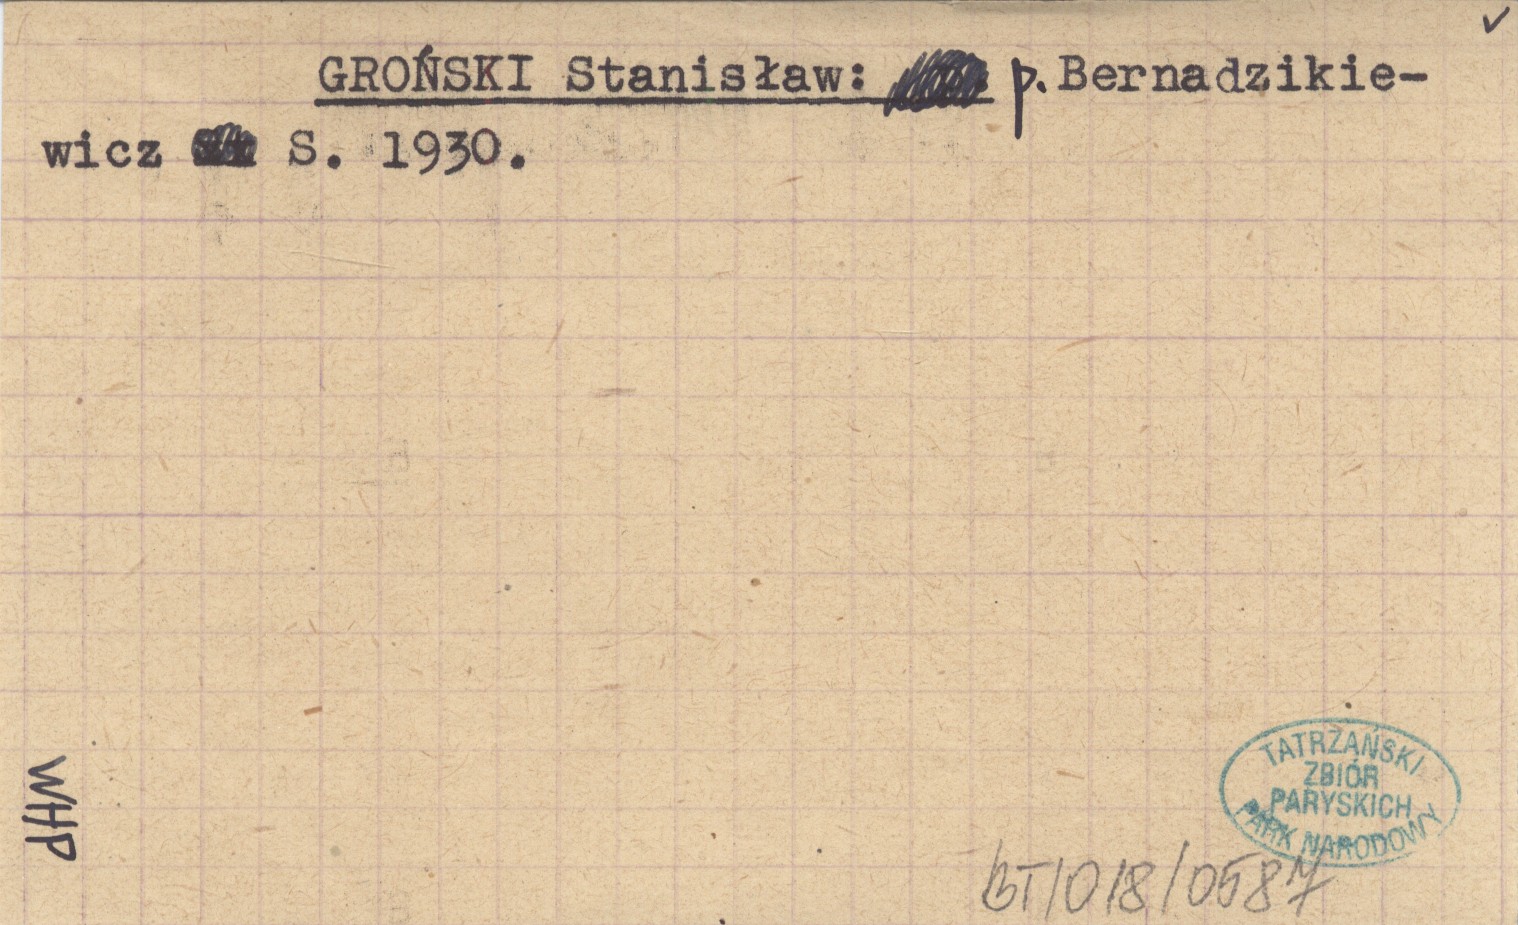 ✓
GROŃSKI Stanisław: p. Bernadzikie-
wicz S. 1930.
WHP
TATRZAŃSKI
ZBIÓR
PARYSKICH
PARK NARODOWY
BT/018/0587